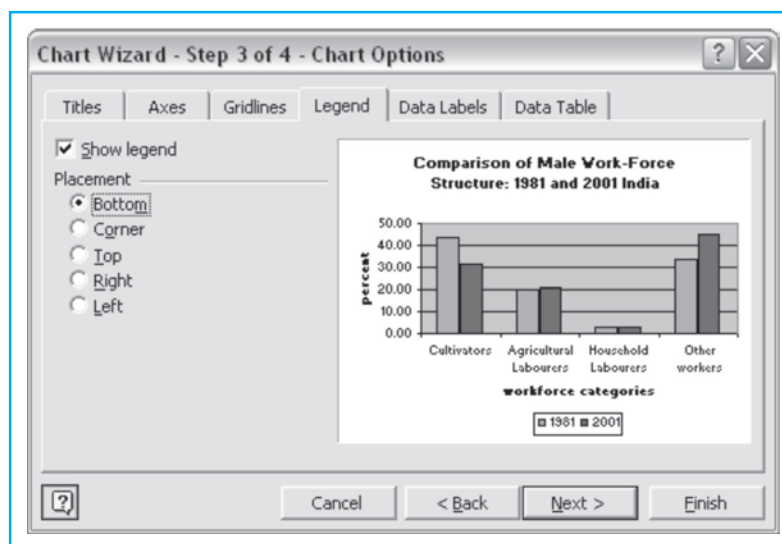 Chart Wizard - Step 3 of 4 - Chart Options
Titles Axes Gridlines Legend Data Labels Data Table
Show legend
Placement
Bottom
Corner
Top
Right
Left
Comparison of Male Work-Force
Structure: 1981 and 2001 India
percent
50.00
40.00
30.00
20.00
10.00
0.00
Cultivators Agricultural Labourers Household Labourers Other workers
workforce categories
1981 2001
Cancel < Back Next > Finish